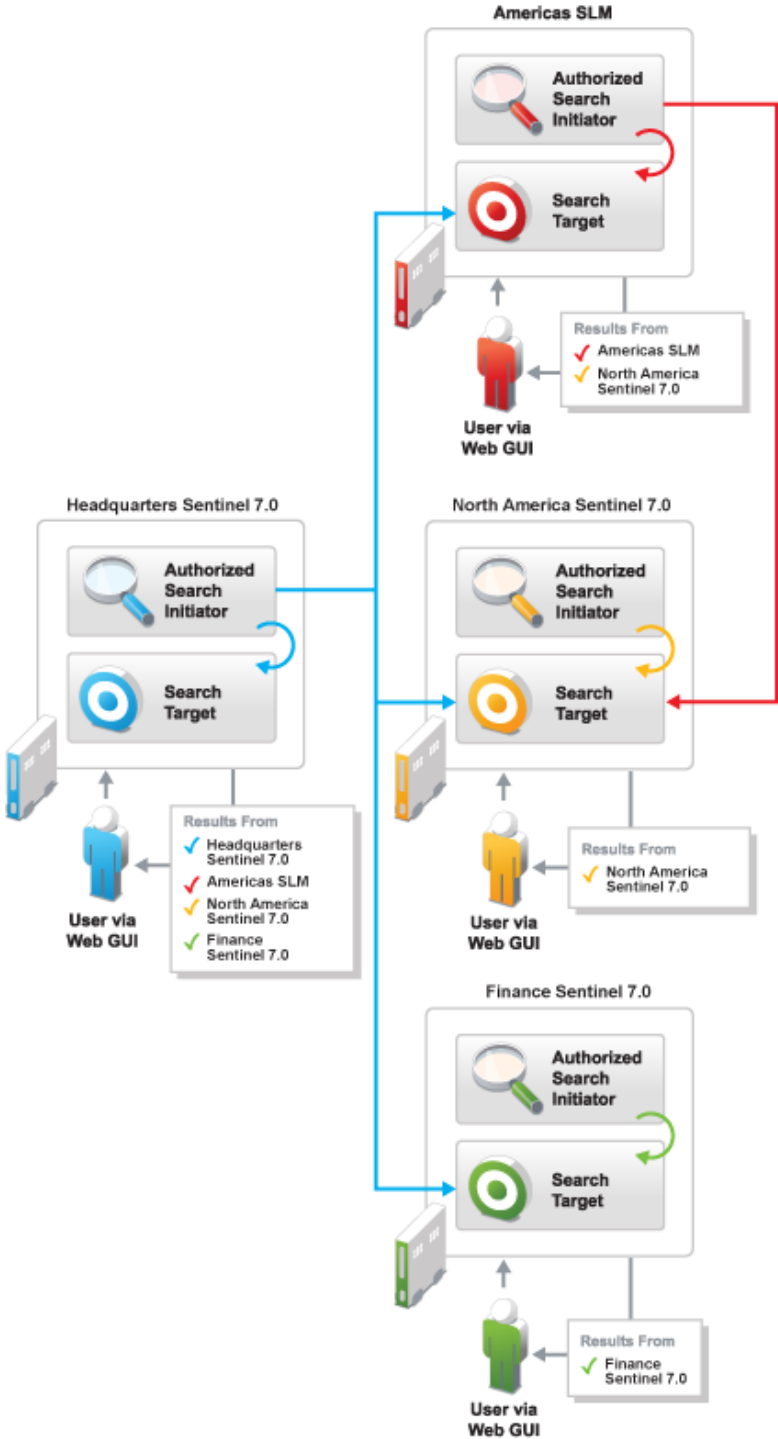 Americas SLM
Authorized
Search
Initiator
Search
Target
Results From
Americas SLM
North America
Sentinel 7.0
User via
Web GUI
Headquarters Sentinel 7.0
Authorized
Search
Initiator
Search
Target
Results From
Headquarters
Sentinel 7.0
Americas SLM
North America
Sentinel 7.0
Finance
Sentinel 7.0
User via
Web GUI
North America Sentinel 7.0
Authorized
Search
Initiator
Search
Target
Results From
North America
Sentinel 7.0
User via
Web GUI
Finance Sentinel 7.0
Authorized
Search
Initiator
Search
Target
Results From
Finance
Sentinel 7.0
User via
Web GUI